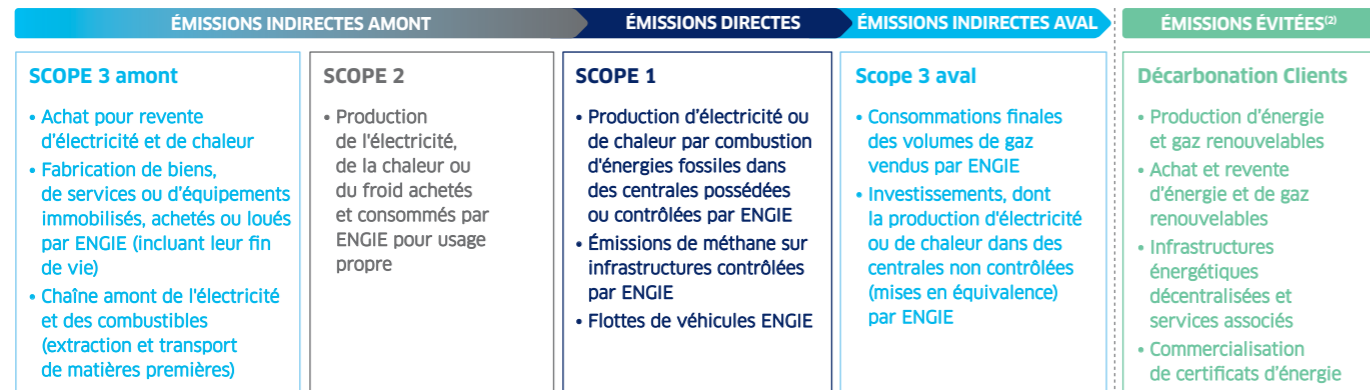 ÉMISSIONS INDIRECTES AMONT
ÉMISSIONS DIRECTES
ÉMISSIONS INDIRECTES AVAL
ÉMISSIONS ÉVITÉES(2)
SCOPE 3 amont
• Achat pour revente
d'électricité et de chaleur
• Fabrication de biens,
de services ou d'équipements
immobilisés, achetés ou loués
par ENGIE (incluant leur fin
de vie)
• Chaîne amont de l'électricité
et des combustibles
(extraction et transport
de matières premières)
SCOPE 2
• Production
de l'électricité,
de la chaleur ou
du froid achetés
et consommés par
ENGIE pour usage
propre
SCOPE 1
• Production d'électricité ou
de chaleur par combustion
d'énergies fossiles dans
des centrales possédées
ou contrôlées par ENGIE
• Émissions de méthane sur
infrastructures contrôlées
par ENGIE
• Flottes de véhicules ENGIE
Scope 3 aval
• Consommations finales
des volumes de gaz
vendus par ENGIE
• Investissements, dont
la production d'électricité
ou de chaleur dans des
centrales non contrôlées
(mises en équivalence)
par ENGIE
Décarbonation Clients
• Production d'énergie
et gaz renouvelables
• Achat et revente
d'énergie et de gaz
renouvelables
• Infrastructures
énergétiques
décentralisées et
services associés
• Commercialisation
de certificats d'énergie